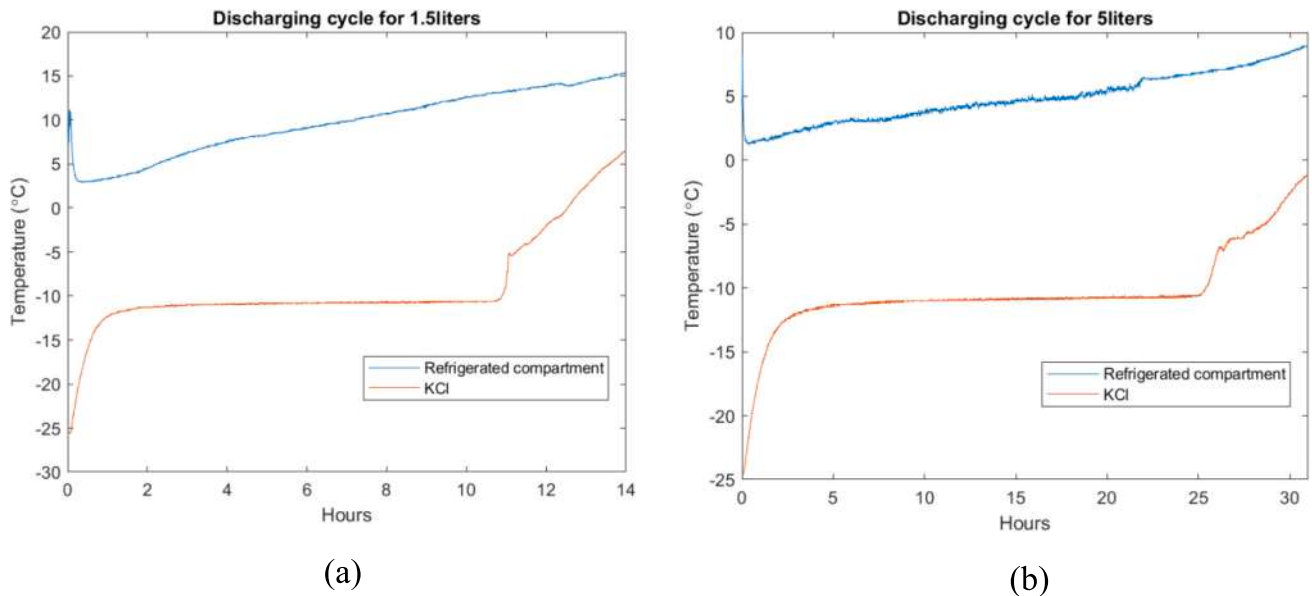 Discharging cycle for 1.5liters
20
15
10
5
0
-5
-10
-15
-20
-25
-30
Temperature (°C)
Refrigerated compartment
KCl
0 2 4 6 8 10 12 14
Hours
(a)
Discharging cycle for 5liters
10
5
0
-5
-10
-15
-20
-25
Temperature (°C)
Refrigerated compartment
KCl
0 5 10 15 20 25 30
Hours
(b)